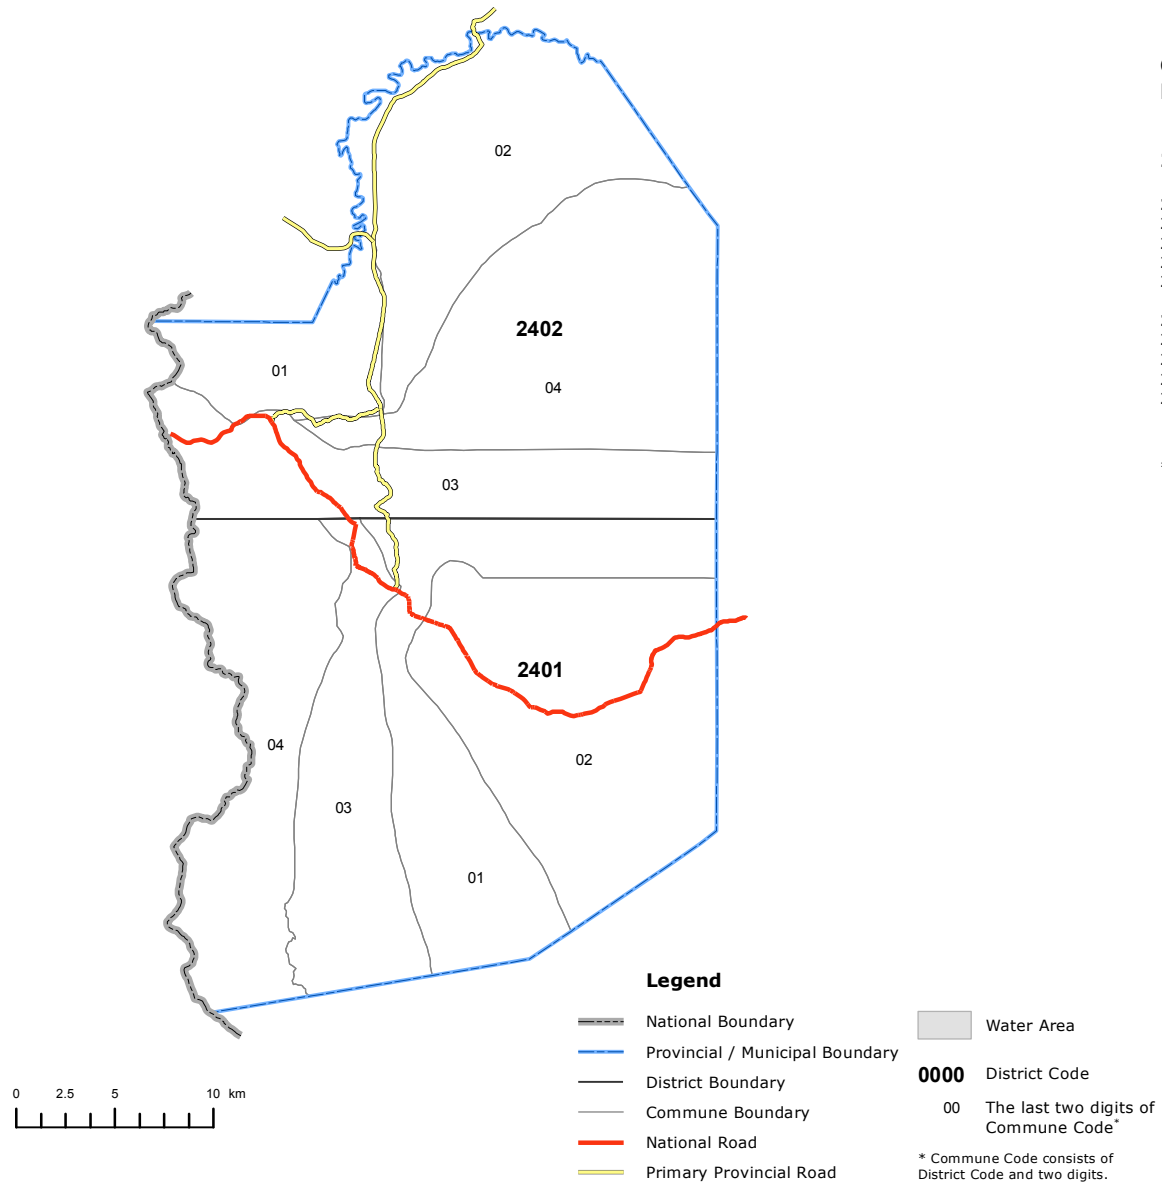 02
2402
01
04
03
2401
04
02
03
01
Legend
National Boundary
Provincial / Municipal Boundary
District Boundary
Commune Boundary
National Road
Primary Provincial Road
Water Area
0000 District Code
00 The last two digits of
Commune Code*
* Commune Code consists of
District Code and two digits.
0 2.5 5 10 km